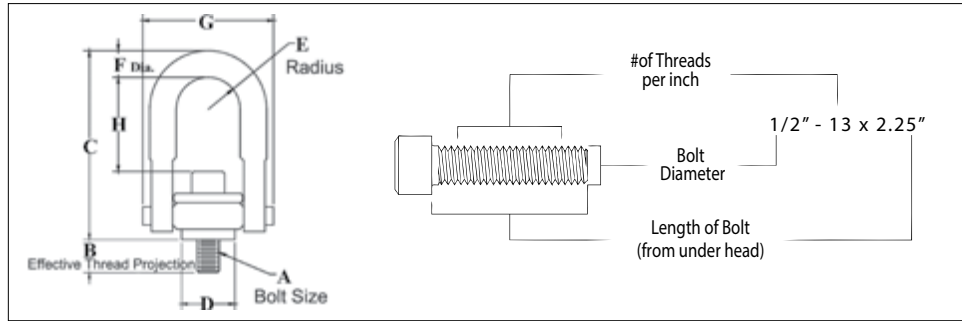 G
E
Radius
F Dia.
H
C
B
Effective Thread Projection
A
Bolt Size
D
#of Threads
per inch
1/2" - 13 x 2.25"
Bolt
Diameter
Length of Bolt
(from under head)